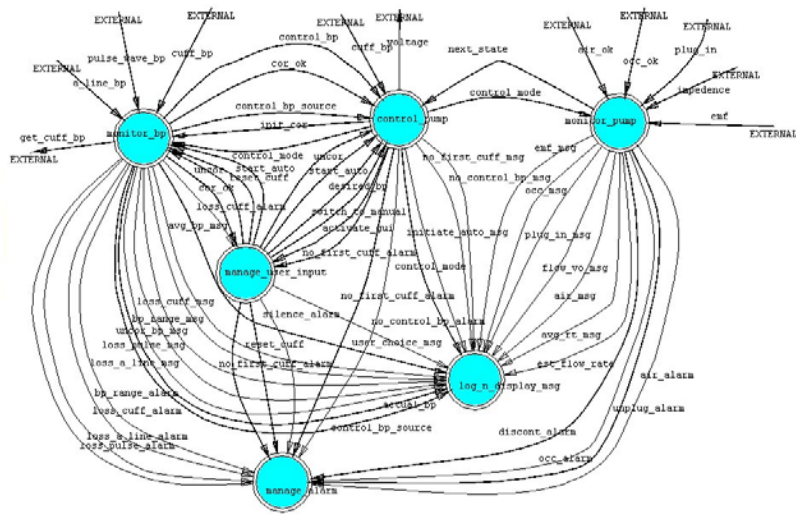 EXTERNAL
EXTERNAL
EXTERNAL
EXTERNAL
EXTERNAL
EXTERNAL
EXTERNAL
EXTERNAL
pulse_wave_bp
cuff_bp
control_bp
cuff_bp
voltage
next_state
air_ok
occ_ok
plug_in
EXTERNAL
a_line_bp
cor_ok
EXTERNAL
impedence
control_bp_source
control_mode
get_cuff_bp
monitor_bp
init_cor
control_pump
monitor_pump
emf
EXTERNAL
EXTERNAL
control_mode
uncor
start_auto
reset_cuff
cor_ok
uncor
start_auto
desired_bp
no_first_cuff_msg
emf_msg
no_control_bp_msg
occ_msg
loss_cuff_alarm
switch_to_manual
avg_bp_msg
activate_gui
initiate_auto_msg
plug_in_msg
no_first_cuff_alarm
manage_user_input
control_mode
flow_vo_msg
loss_cuff_msg
silence_alarm
no_first_cuff_alarm
air_msg
bp_range_msg
uncor_bp_msg
no_control_bp_alarm
avg_rt_msg
loss_pulse_msg
reset_cuff
user_choice_msg
loss_a_line_msg
no_first_cuff_alarm
est_flow_rate
air_alarm
log_n_display_msg
bp_range_alarm
actual_bp
unplug_alarm
loss_cuff_alarm
control_bp_source
discont_alarm
loss_a_line_alarm
loss_pulse_alarm
occ_alarm
manage_alarm